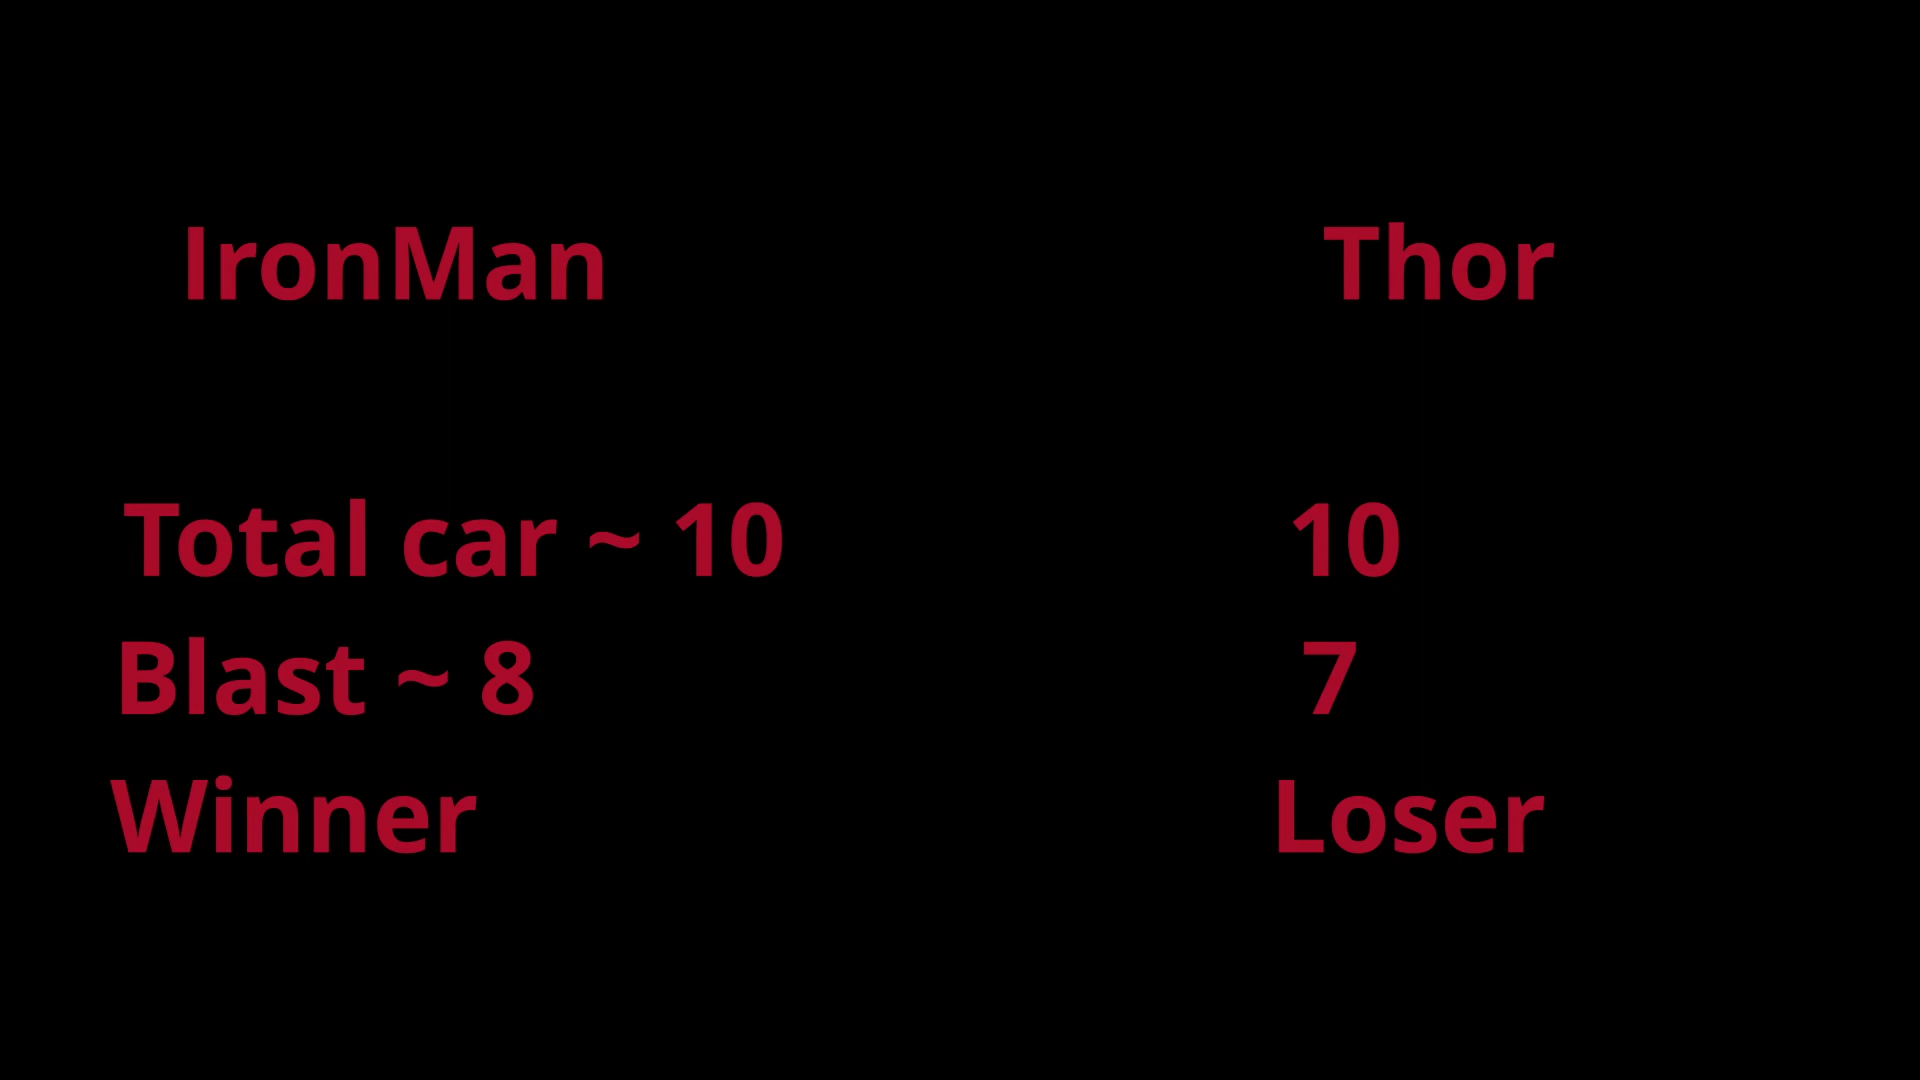 IronMan Thor
Total car ~ 10 10
Blast ~ 8 7
Winner Loser